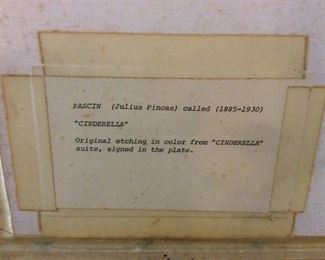 PASCIN (Julius Pincas) called (1885-1930)
"CINDERELLA"
Original etching in color from "CINDERELLA"
suite, signed in the plate.